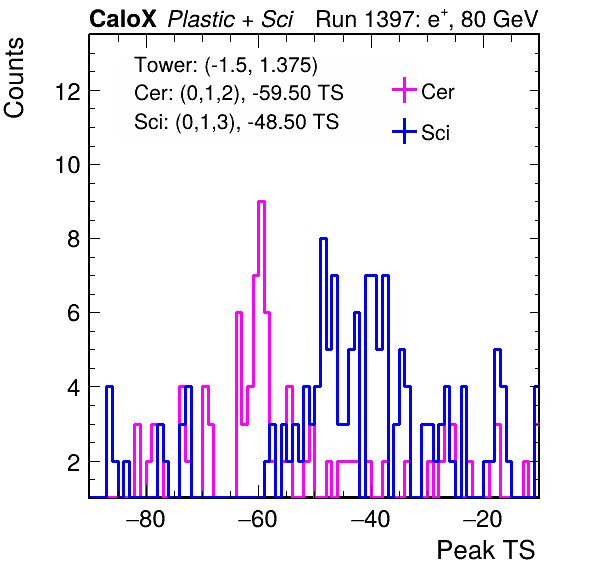 CaloX Plastic + Sci Run 1397: e+, 80 GeV
Counts
Tower: (-1.5, 1.375)
Cer: (0,1,2), -59.50 TS
Sci: (0,1,3), -48.50 TS
Cer
Sci
12
10
8
6
4
2
−80 −60 −40 −20
Peak TS